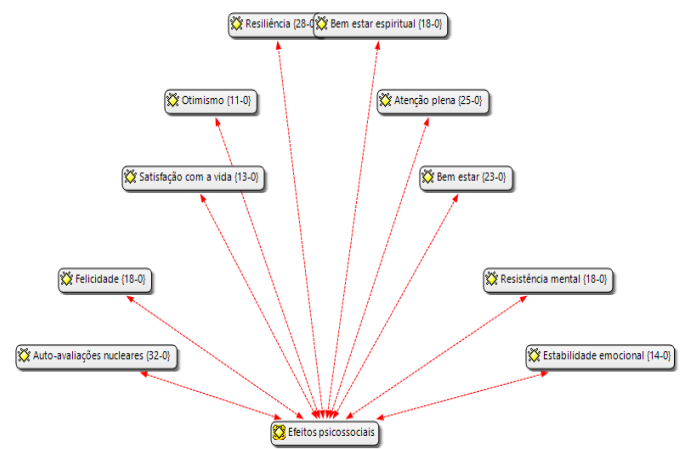 Resiliência {28-0}
Bem estar espiritual {18-0}
Otimismo {11-0}
Atenção plena {25-0}
Satisfação com a vida {13-0}
Bem estar {23-0}
Felicidade {18-0}
Resistência mental {18-0}
Auto-avaliações nucleares {32-0}
Estabilidade emocional {14-0}
Efeitos psicossociais